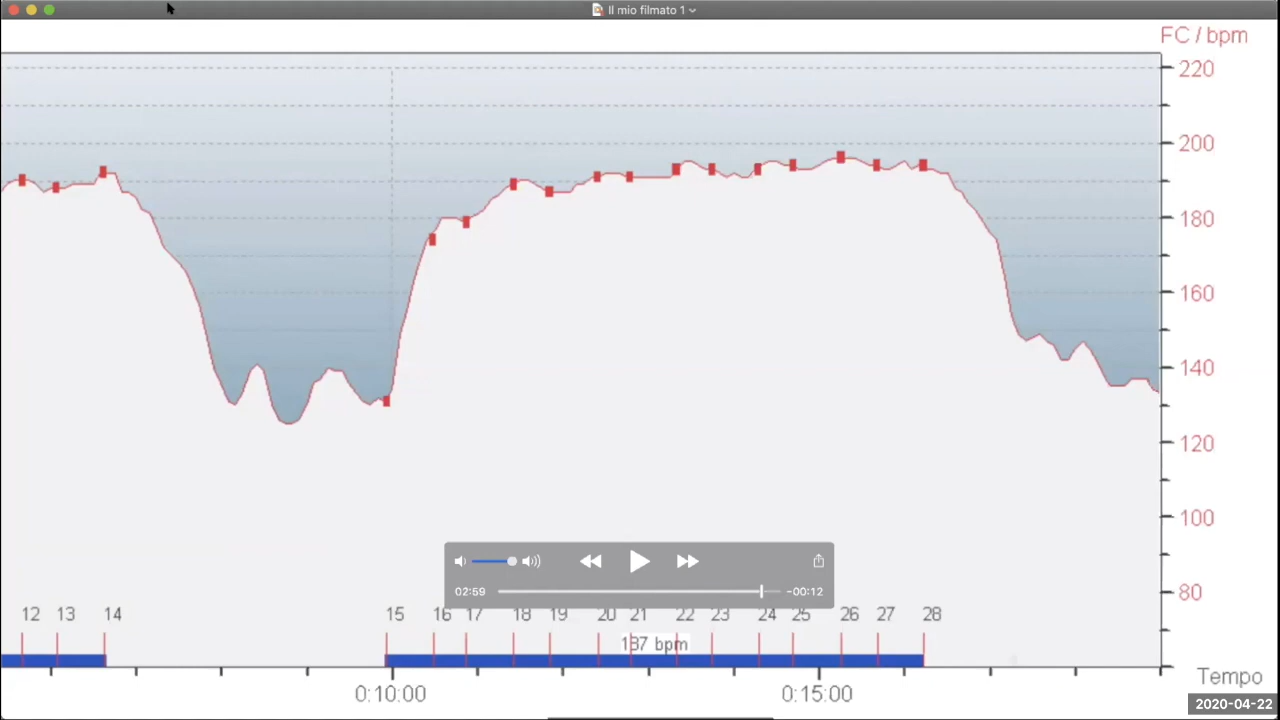 Il mio filmato 1
FC / bpm
220
200
180
160
140
120
100
80
02:59
-00:12
12 13 14 15 16 17 18 19 20 21 22 23 24 25 26 27 28
187 bpm
0:10:00 0:15:00 Tempo
2020-04-22